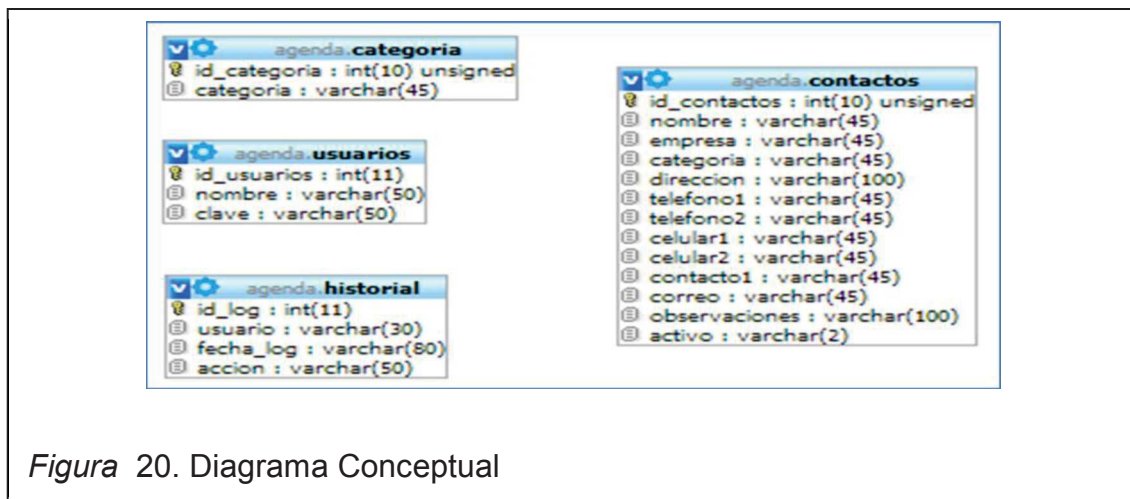 agenda.categoria
id_categoria : int(10) unsigned
categoria : varchar(45)
agenda.usuarios
id_usuarios : int(11)
nombre : varchar(50)
clave : varchar(50)
agenda.historial
id_log : int(11)
usuario : varchar(30)
fecha_log : varchar(80)
accion : varchar(50)
agenda.contactos
id_contactos : int(10) unsigned
nombre : varchar(45)
empresa : varchar(45)
categoria : varchar(45)
direccion : varchar(100)
telefono1 : varchar(45)
telefono2 : varchar(45)
celular1 : varchar(45)
celular2 : varchar(45)
contacto1 : varchar(45)
correo : varchar(45)
observaciones : varchar(100)
activo : varchar(2)
Figura 20. Diagrama Conceptual